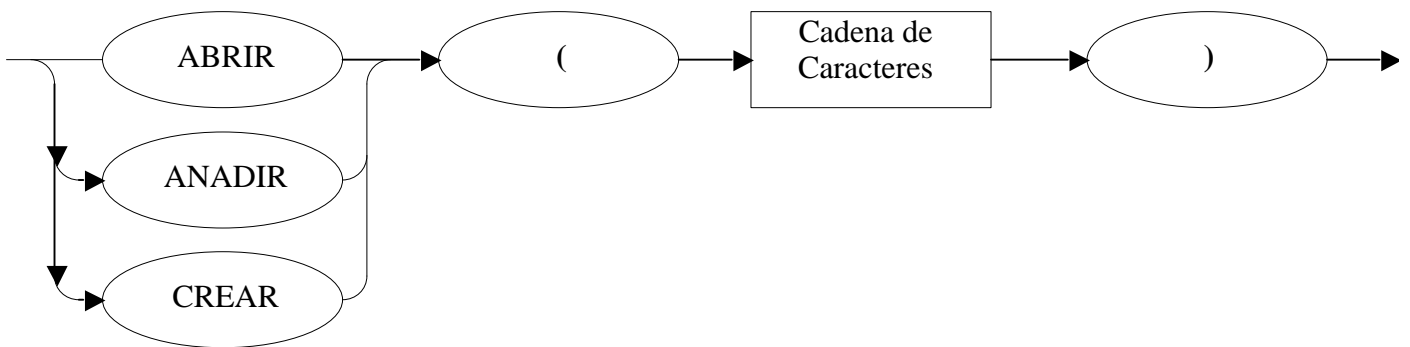 ABRIR
(
Cadena de
Caracteres
)
ANADIR
CREAR